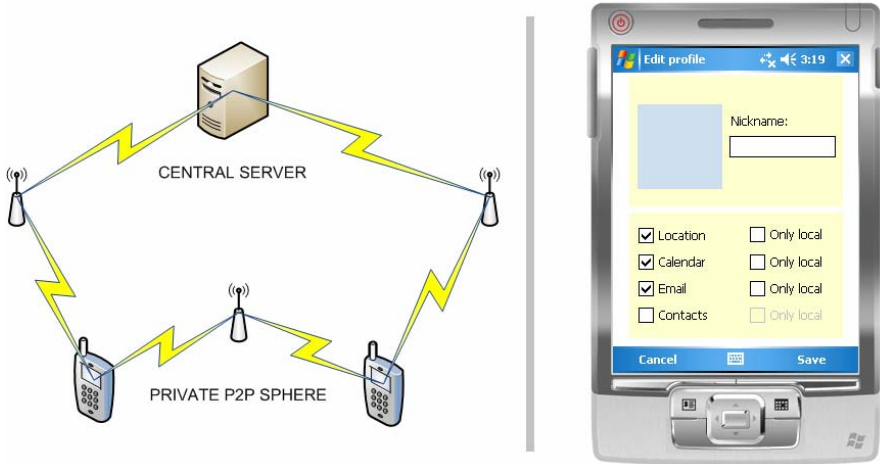 CENTRAL SERVER
PRIVATE P2P SPHERE
Edit profile 3:19
Nickname:
Location Only local
Calendar Only local
Email Only local
Contacts Only local
Cancel Save